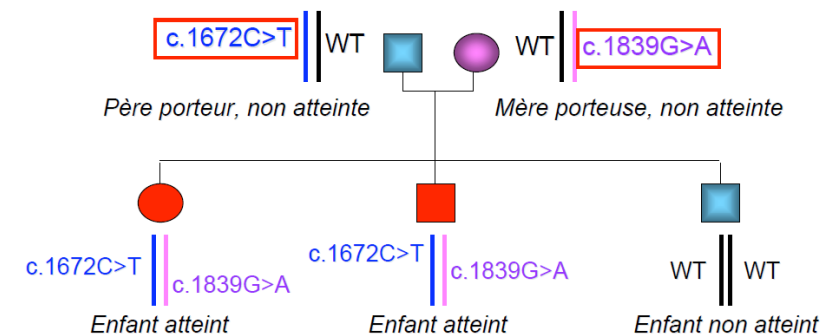 c.1672C>T WT WT c.1839G>A
Père porteur, non atteinte Mère porteuse, non atteinte
c.1672C>T c.1839G>A c.1672C>T c.1839G>A WT WT
Enfant atteint Enfant atteint Enfant non atteint